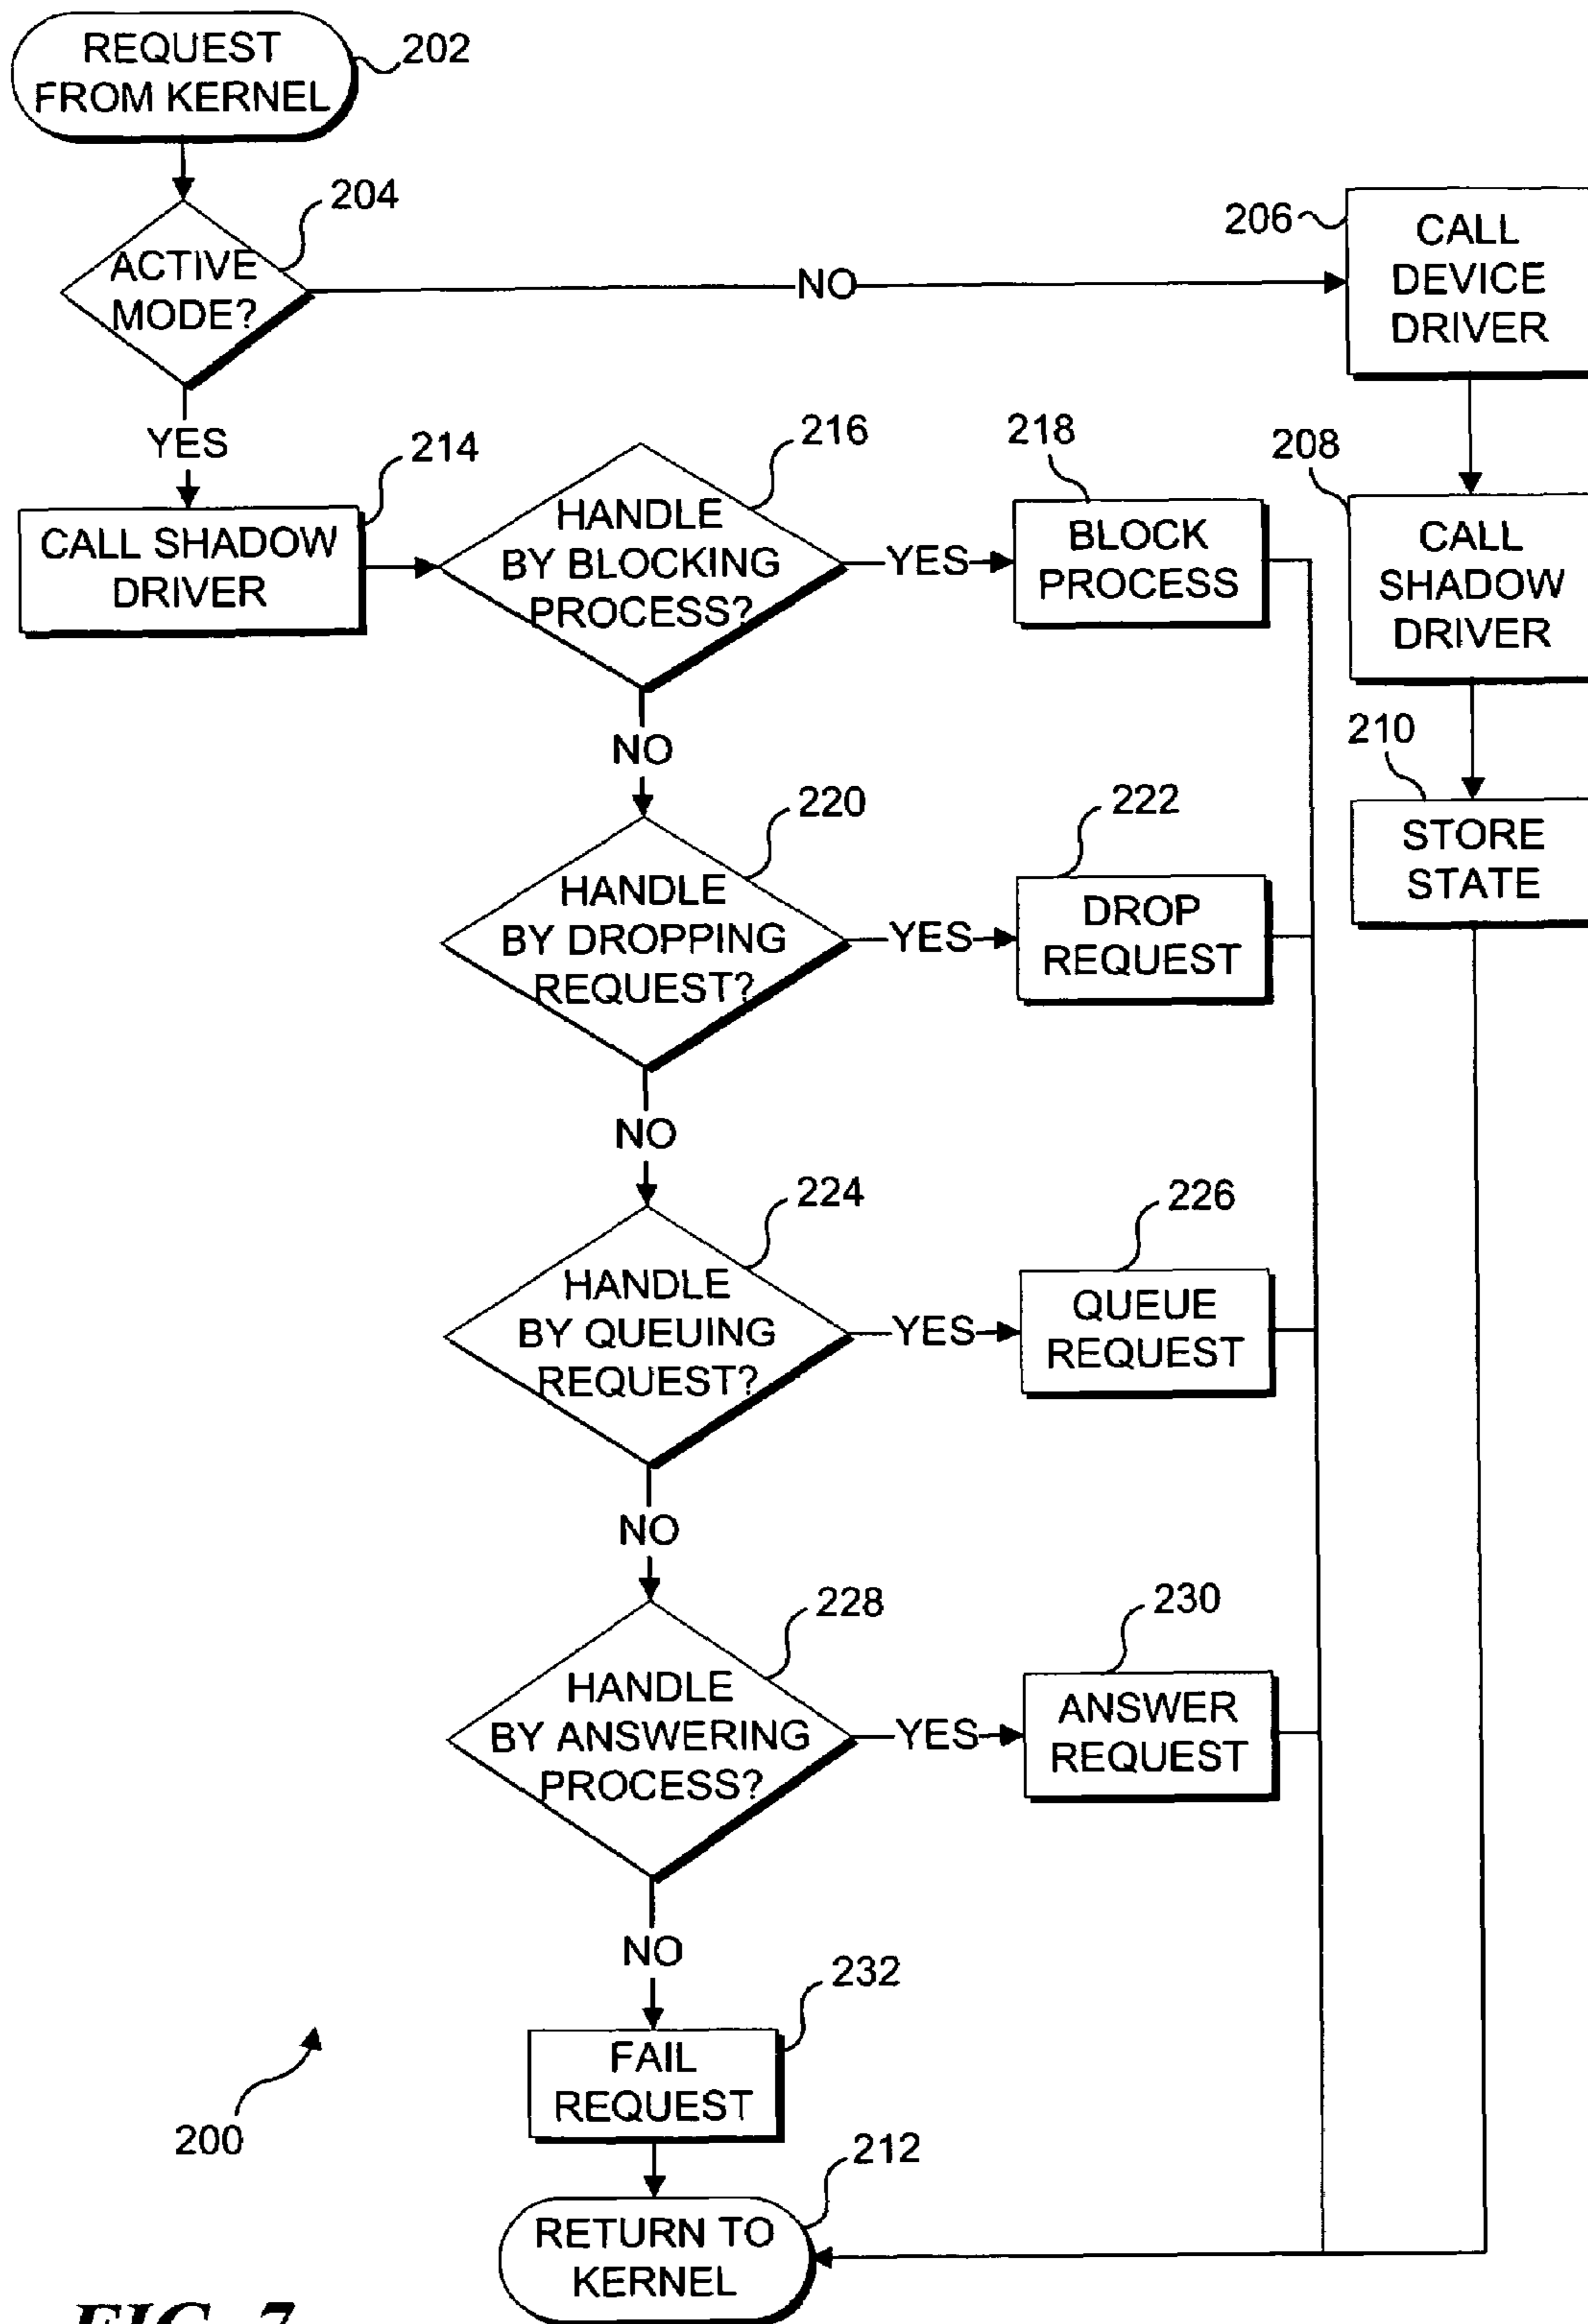 REQUEST
FROM KERNEL
202
204
ACTIVE
MODE?
NO
206
CALL
DEVICE
DRIVER
YES
214
CALL SHADOW
DRIVER
216
HANDLE
BY BLOCKING
PROCESS?
YES
218
BLOCK
PROCESS
208
CALL
SHADOW
DRIVER
NO
210
STORE
STATE
220
HANDLE
BY DROPPING
REQUEST?
YES
222
DROP
REQUEST
NO
224
HANDLE
BY QUEUING
REQUEST?
YES
226
QUEUE
REQUEST
NO
228
HANDLE
BY ANSWERING
PROCESS?
YES
230
ANSWER
REQUEST
NO
232
FAIL
REQUEST
200
212
RETURN TO
KERNEL
FIG. 7